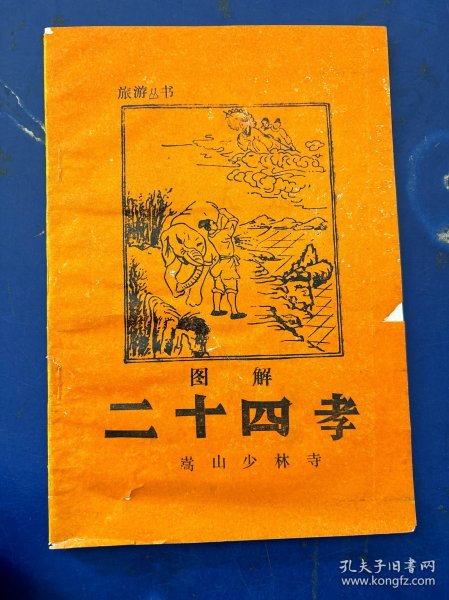 旅游丛书
图解
二十四孝
嵩山少林寺
孔夫子旧书网
www.kongfz.com